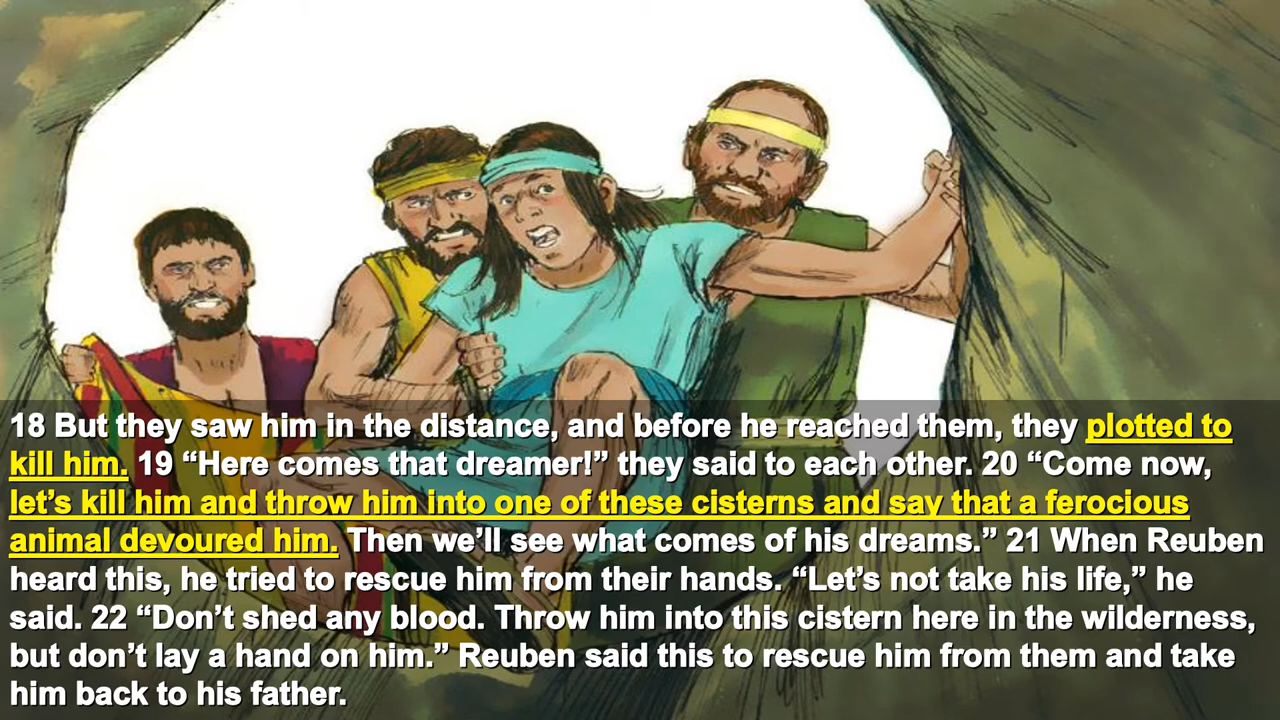 18 But they saw him in the distance, and before he reached them, they plotted to
kill him. 19 “Here comes that dreamer!” they said to each other. 20 “Come now,
let’s kill him and throw him into one of these cisterns and say that a ferocious
animal devoured him. Then we’ll see what comes of his dreams.” 21 When Reuben
heard this, he tried to rescue him from their hands. “Let’s not take his life,” he
said. 22 “Don’t shed any blood. Throw him into this cistern here in the wilderness,
but don’t lay a hand on him.” Reuben said this to rescue him from them and take
him back to his father.